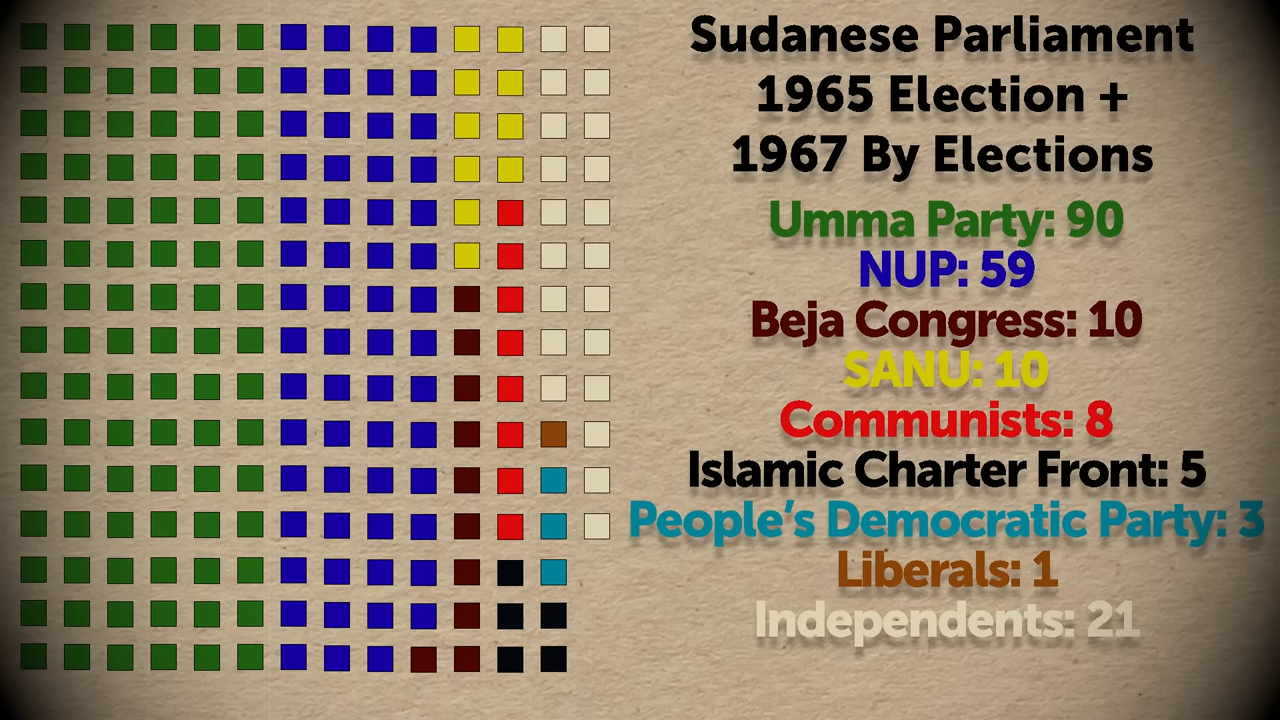 Sudanese Parliament
1965 Election +
1967 By Elections
Umma Party: 90
NUP: 59
Beja Congress: 10
SANU: 10
Communists: 8
Islamic Charter Front: 5
People’s Democratic Party: 3
Liberals: 1
Independents: 21